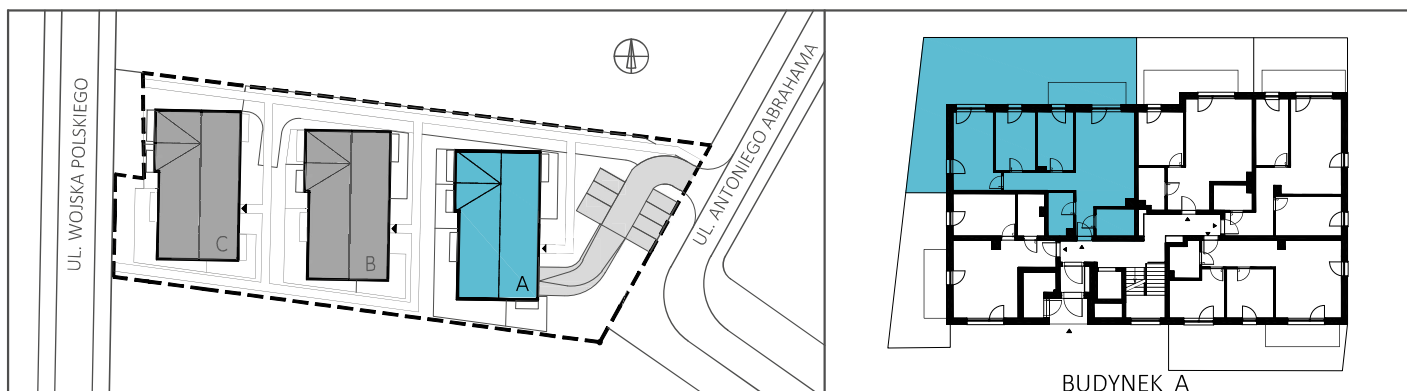 UL. WOJSKA POLSKIEGO
C
B
A
UL. ANTONIEGO ABRAHAMA
BUDYNEK A